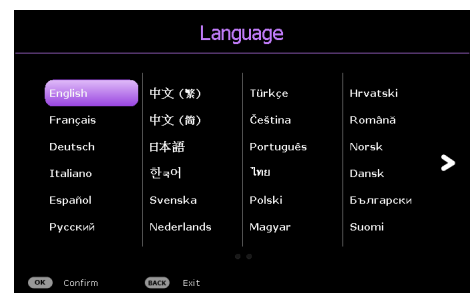 Language
English
Français
Deutsch
Italiano
Español
Русский
中文 (繁)
中文 (簡)
日本語
한국어
Svenska
Nederlands
Türkçe
Čeština
Português
ไทย
Polski
Magyar
Hrvatski
Română
Norsk
Dansk
Български
Suomi
OK Confirm
BACK Exit